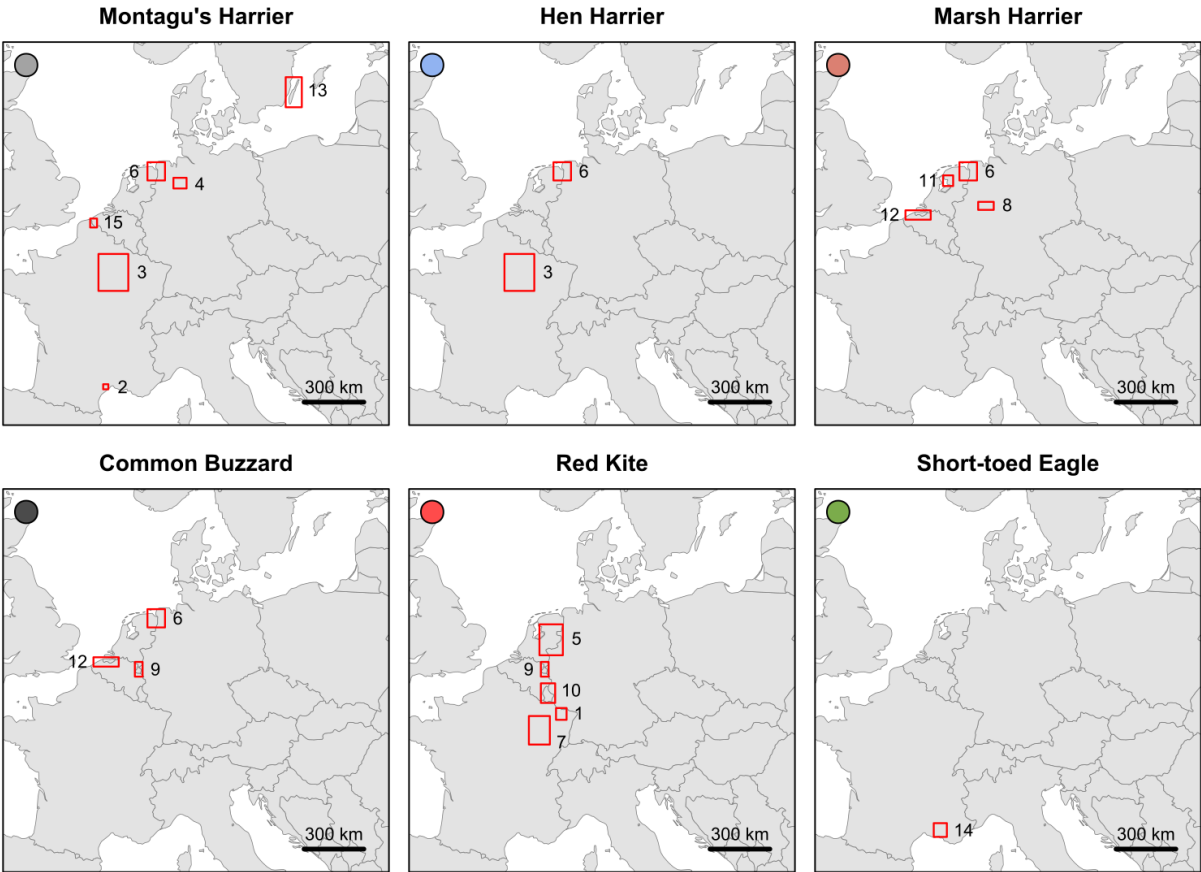 Montagu's Harrier
Hen Harrier
Marsh Harrier
13
6
4
15
3
2
300 km
6
3
300 km
11
6
12
8
300 km
Common Buzzard
Red Kite
Short-toed Eagle
6
12
9
300 km
5
9
10
1
7
300 km
14
300 km